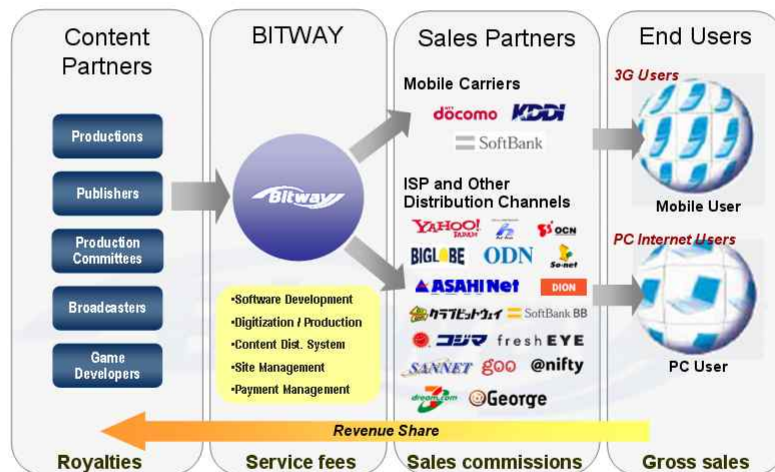 Content
Partners
BITWAY
Sales Partners
End Users
Productions
Publishers
Production
Committees
Broadcasters
Game
Developers
Bitway
•Software Development
•Digitization / Production
•Content Dist. System
•Site Management
•Payment Management
Mobile Carriers
döcomo KDDI
SoftBank
ISP and Other
Distribution Channels
YAHOO!
JAPAN
OCN
BIGLOBE ODN So-net
ASAHI Net DION
クラブビットウェイ SoftBank BB
コジマ fresh EYE
SANNET goo @nifty
7dream.com @George
3G Users
Mobile User
PC Internet Users
PC User
Revenue Share
Royalties
Service fees
Sales commissions
Gross sales